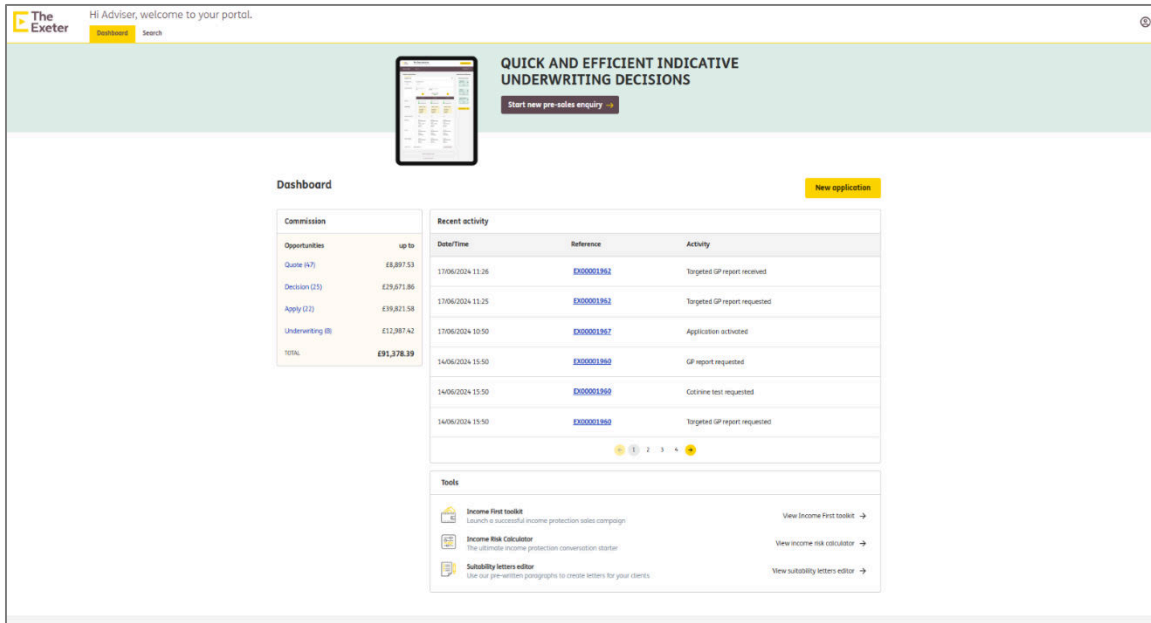 The
Exeter
Hi Adviser, welcome to your portal.
Dashboard Search
QUICK AND EFFICIENT INDICATIVE
UNDERWRITING DECISIONS
Start new pre-sales enquiry →
Dashboard
New application
Commission
Opportunities up to
Quote (47) £8,897.53
Decision (25) £29,671.86
Apply (22) £39,821.58
Underwriting (8) £12,987.42
TOTAL £91,378.39
Recent activity
Date/Time Reference Activity
17/06/2024 11:26 EX00001962 Targeted GP report received
17/06/2024 11:25 EX00001962 Targeted GP report requested
17/06/2024 10:50 EX00001967 Application activated
14/06/2024 15:50 EX00001960 GP report requested
14/06/2024 15:50 EX00001960 Cotinine test requested
14/06/2024 15:50 EX00001960 Targeted GP report requested
← 1 2 3 4 →
Tools
Income First toolkit
Launch a successful income protection sales campaign
View Income First toolkit →
Income Risk Calculator
The ultimate income protection conversation starter
View income risk calculator →
Suitability letters editor
Use our pre-written paragraphs to create letters for your clients.
View suitability letters editor →